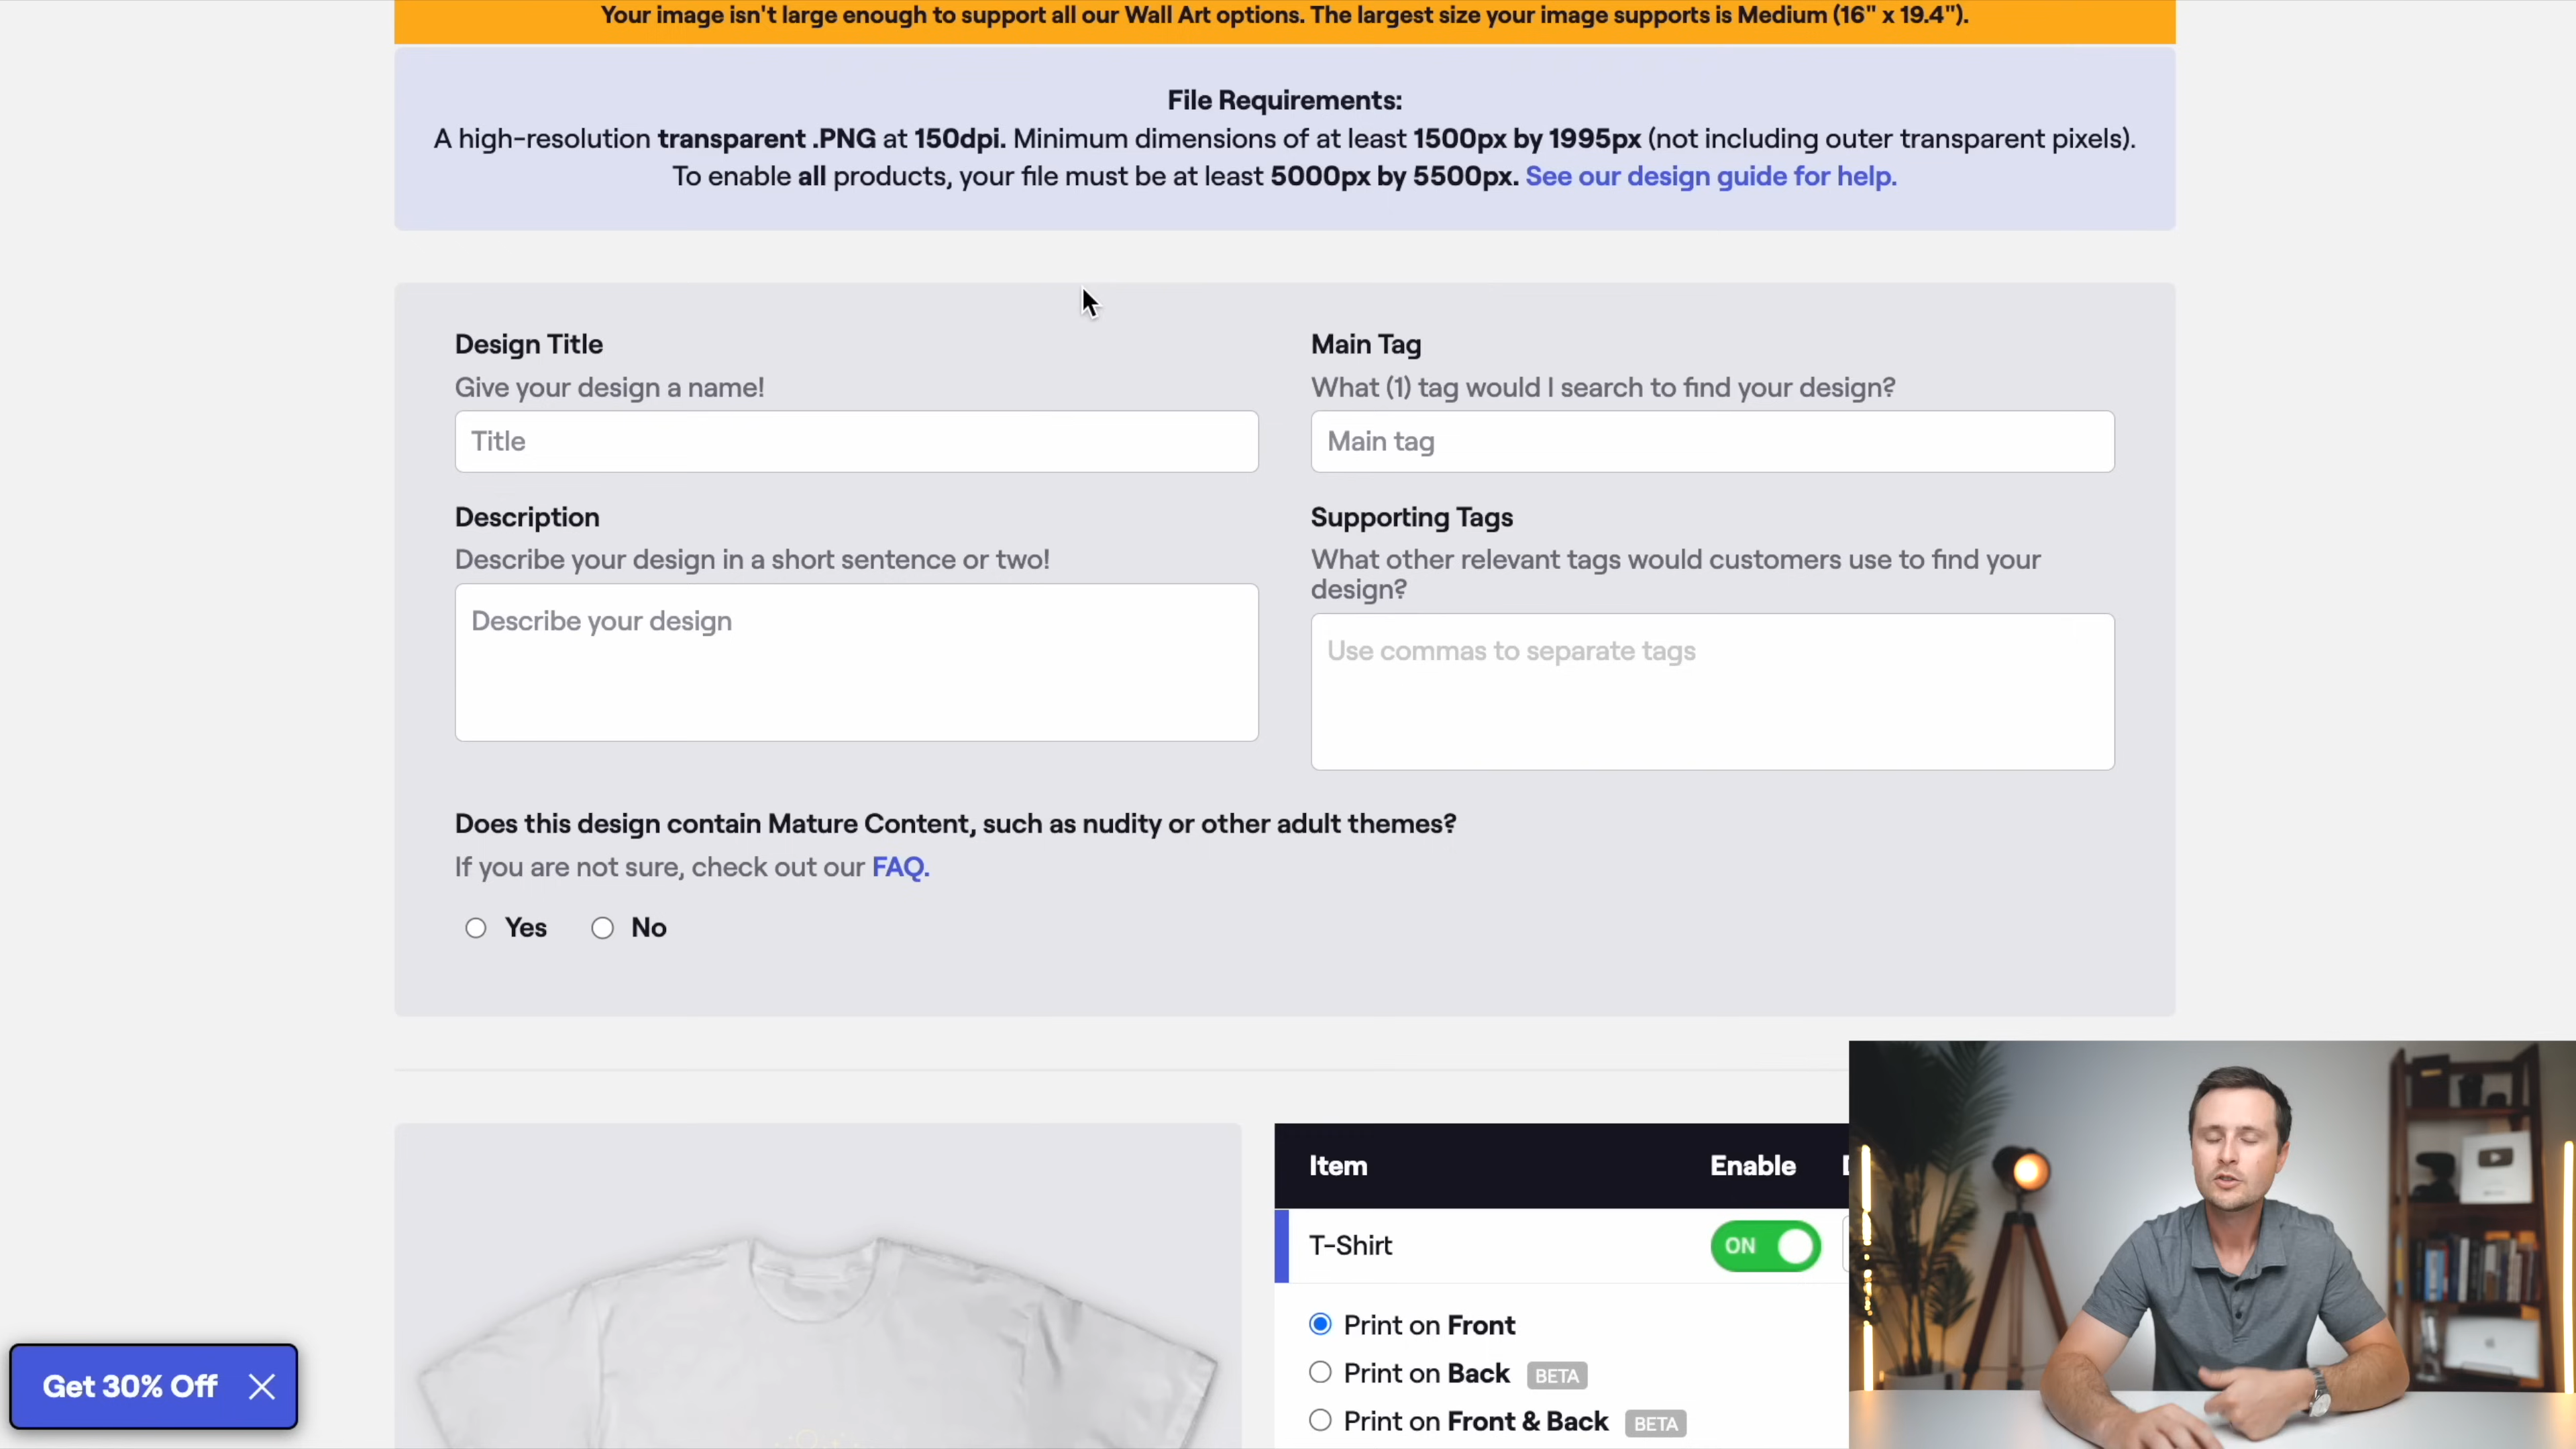 Your image isn't large enough to support all our Wall Art options. The largest size your image supports is Medium (16" x 19.4").
File Requirements:
A high-resolution transparent .PNG at 150dpi. Minimum dimensions of at least 1500px by 1995px (not including outer transparent pixels).
To enable all products, your file must be at least 5000px by 5500px. See our design guide for help.
Design Title
Give your design a name!
Title
Main Tag
What (1) tag would I search to find your design?
Main tag
Description
Describe your design in a short sentence or two!
Describe your design
Supporting Tags
What other relevant tags would customers use to find your
design?
Use commas to separate tags
Does this design contain Mature Content, such as nudity or other adult themes?
If you are not sure, check out our FAQ.
Yes No
Item Enable
T-Shirt ON
Print on Front
Print on Back BETA
Print on Front & Back BETA
Get 30% Off